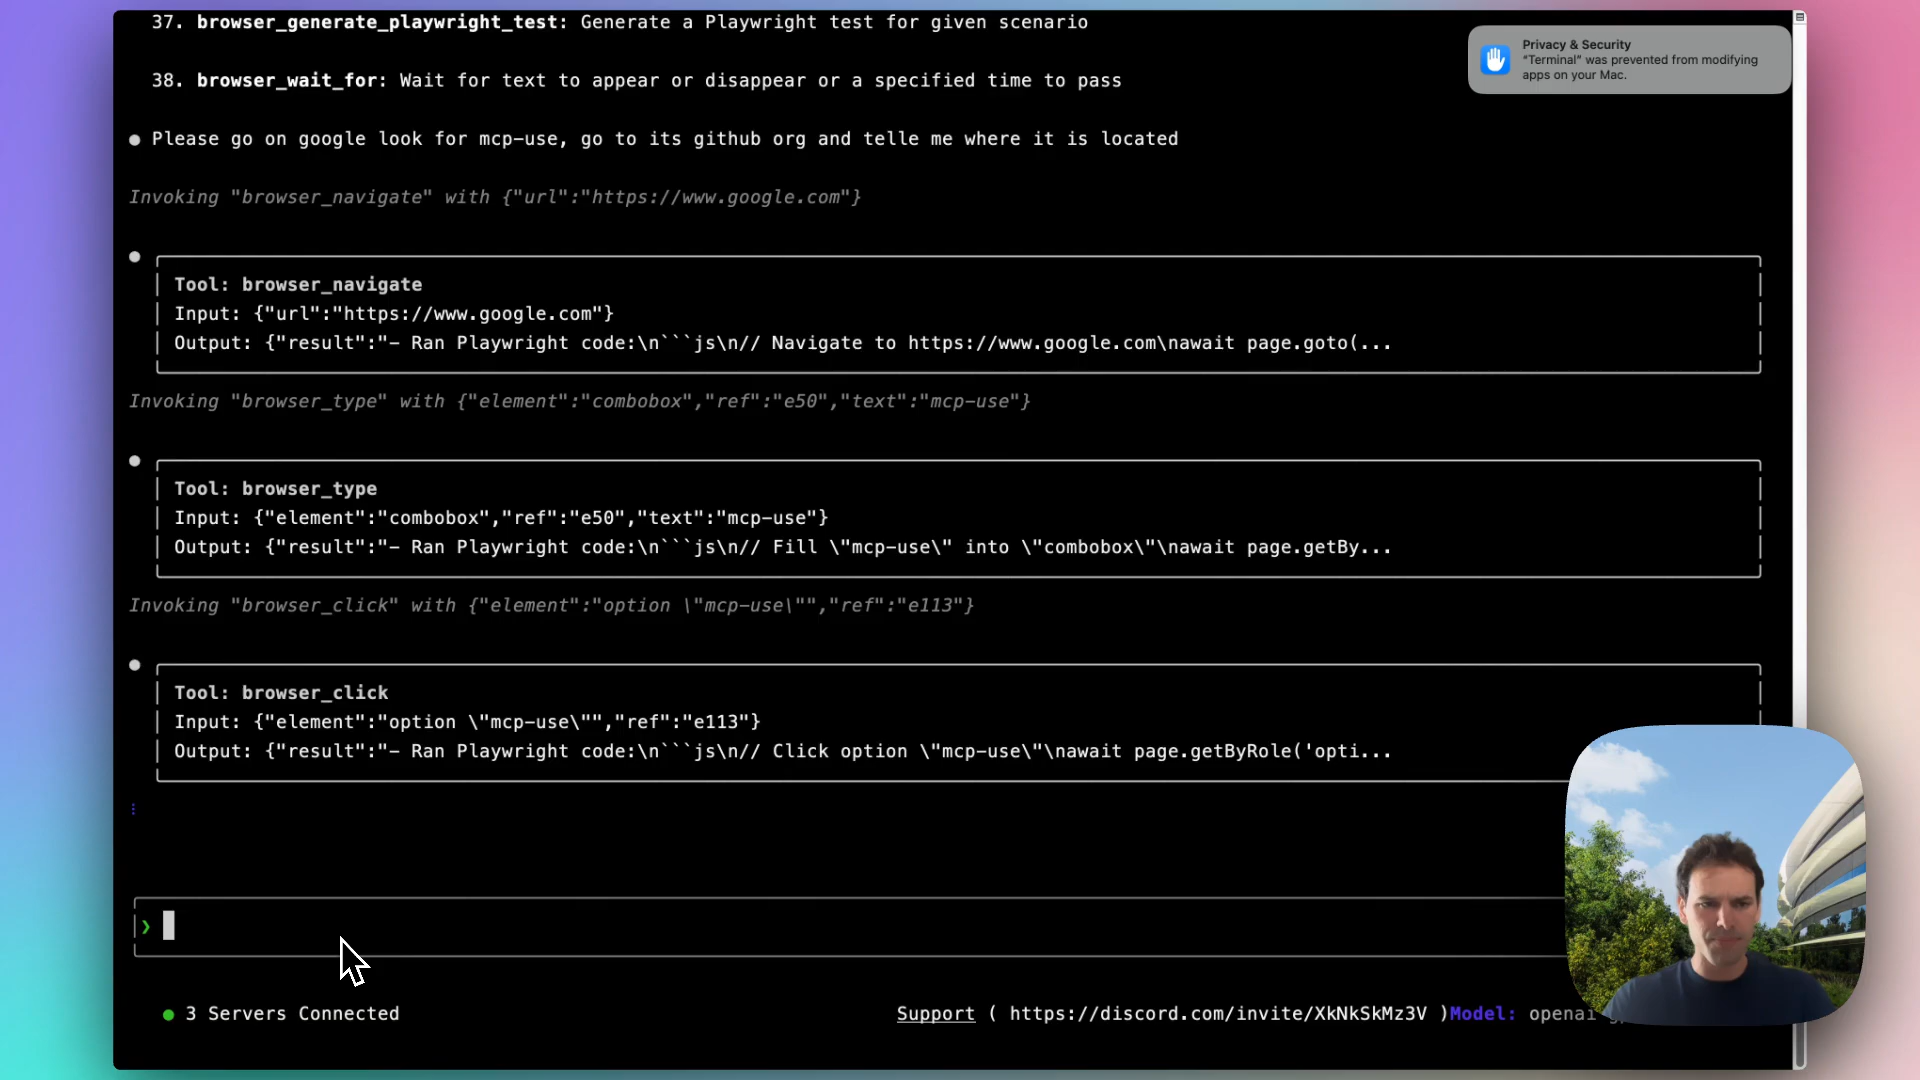 37. browser_generate_playwright_test: Generate a Playwright test for given scenario
Privacy & Security
“Terminal” was prevented from modifying
apps on your Mac.
38. browser_wait_for: Wait for text to appear or disappear or a specified time to pass
● Please go on google look for mcp-use, go to its github org and telle me where it is located
Invoking "browser_navigate" with {"url":"https://www.google.com"}
Tool: browser_navigate
Input: {"url":"https://www.google.com"}
Output: {"result":"- Ran Playwright code:\n```js\n// Navigate to https://www.google.com\nawait page.goto(...
Invoking "browser_type" with {"element":"combobox","ref":"e50","text":"mcp-use"}
Tool: browser_type
Input: {"element":"combobox","ref":"e50","text":"mcp-use"}
Output: {"result":"- Ran Playwright code:\n```js\n// Fill \"mcp-use\" into \"combobox\"\nawait page.getBy...
Invoking "browser_click" with {"element":"option \"mcp-use\"","ref":"e113"}
Tool: browser_click
Input: {"element":"option \"mcp-use\"","ref":"e113"}
Output: {"result":"- Ran Playwright code:\n```js\n// Click option \"mcp-use\"\nawait page.getByRole('opti...
❯
● 3 Servers Connected
Support ( https://discord.com/invite/XkNkSkMz3V )Model: openai